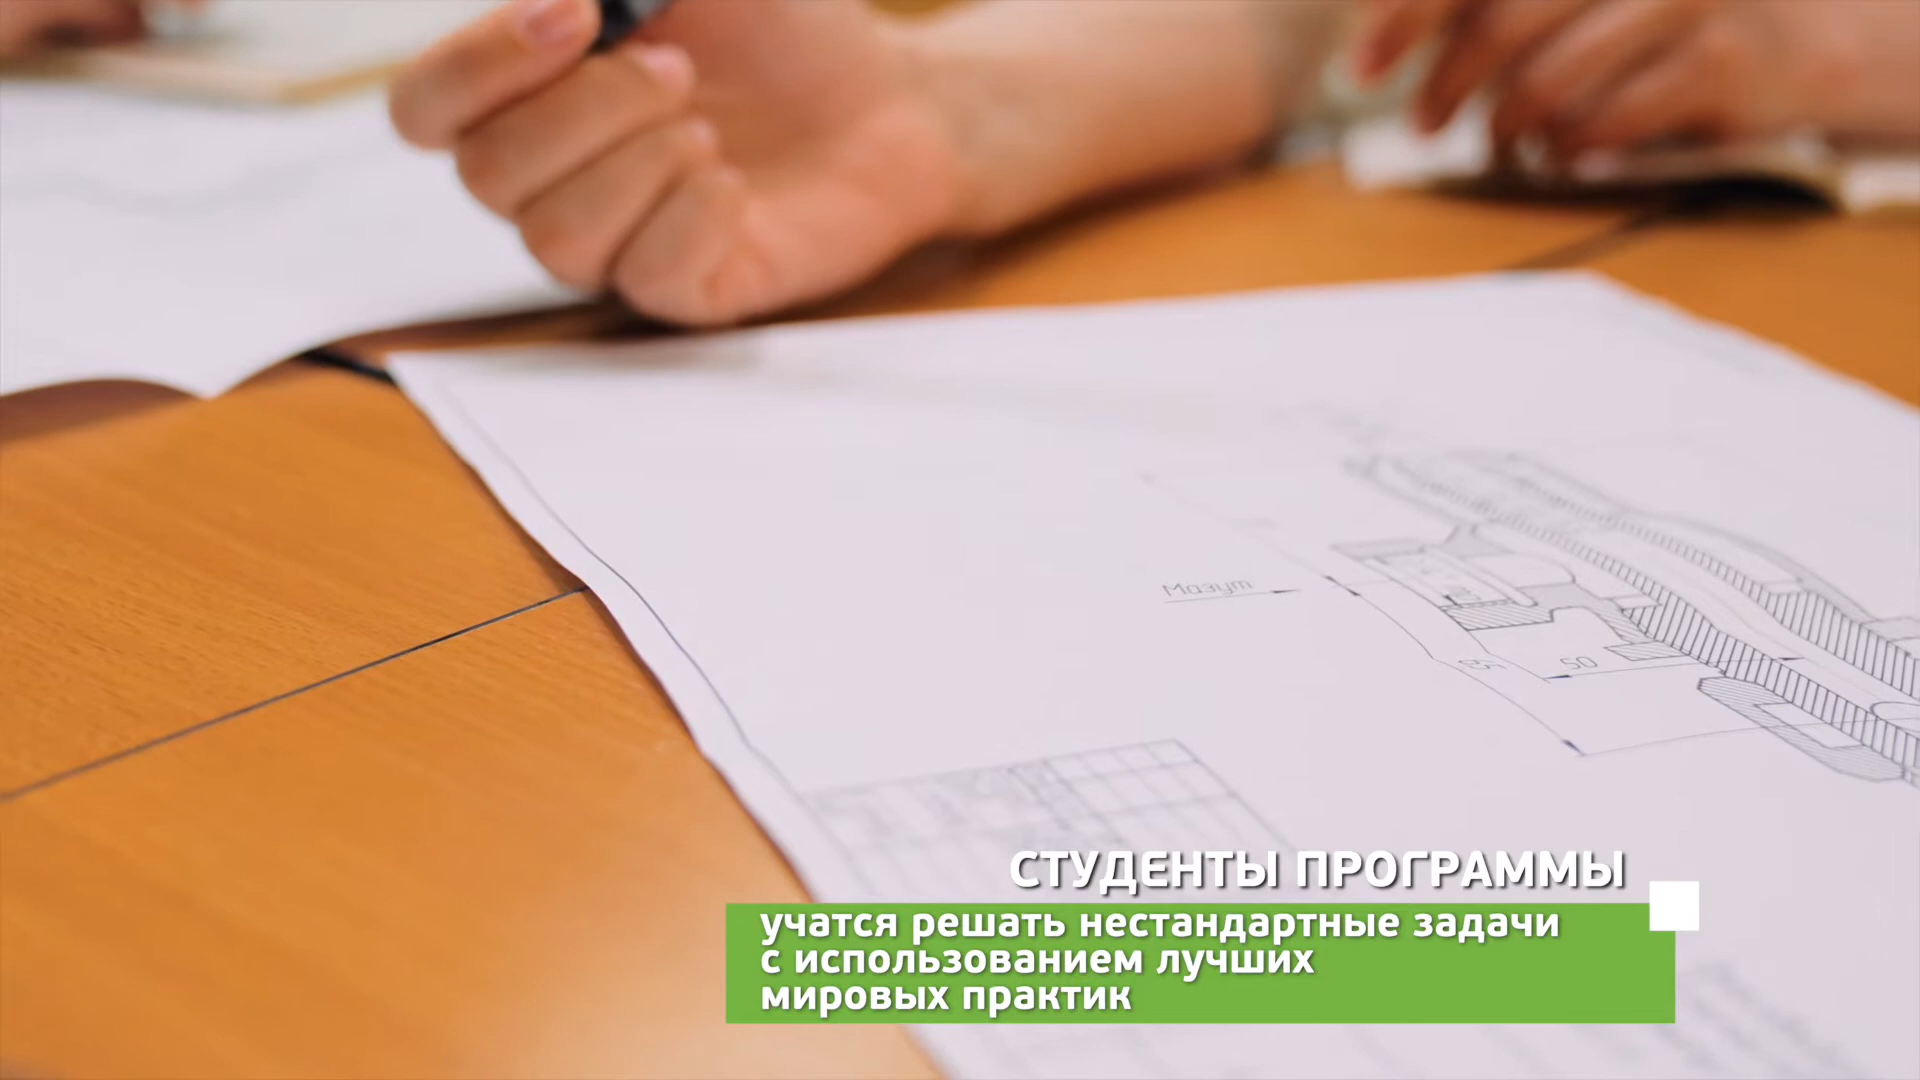 Мазут
50
СТУДЕНТЫ ПРОГРАММЫ
учатся решать нестандартные задачи
с использованием лучших
мировых практик